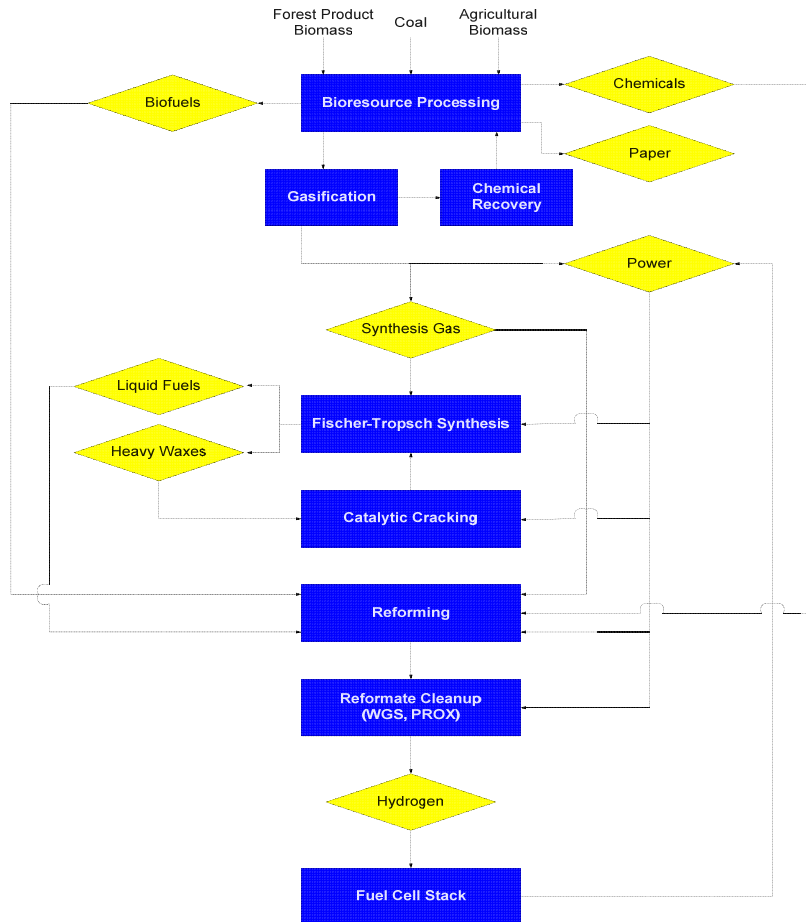 Forest Product
Biomass
Coal
Agricultural
Biomass
Biofuels
Bioresource Processing
Chemicals
Paper
Gasification
Chemical
Recovery
Power
Synthesis Gas
Liquid Fuels
Fischer-Tropsch Synthesis
Heavy Waxes
Catalytic Cracking
Reforming
Reformate Cleanup
(WGS, PROX)
Hydrogen
Fuel Cell Stack